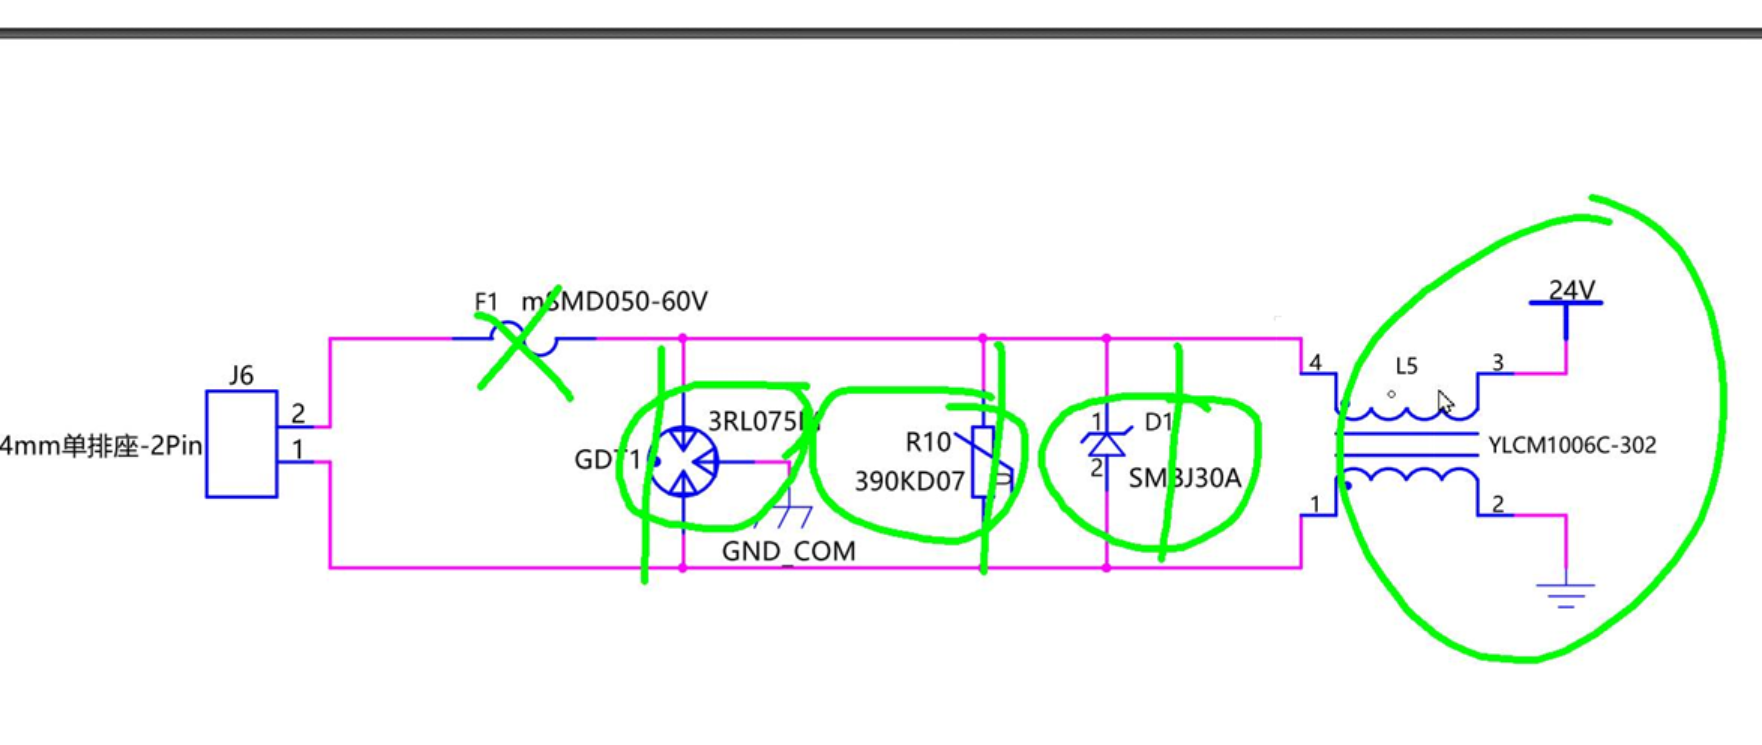 F1 mSMD050-60V
J6
2
1
4mm单排座-2Pin
GDT1
GND_COM
R10
390KD07
1
2
D1
SMBJ30A
4
1
L5
3
2
YLCM1006C-302
24V